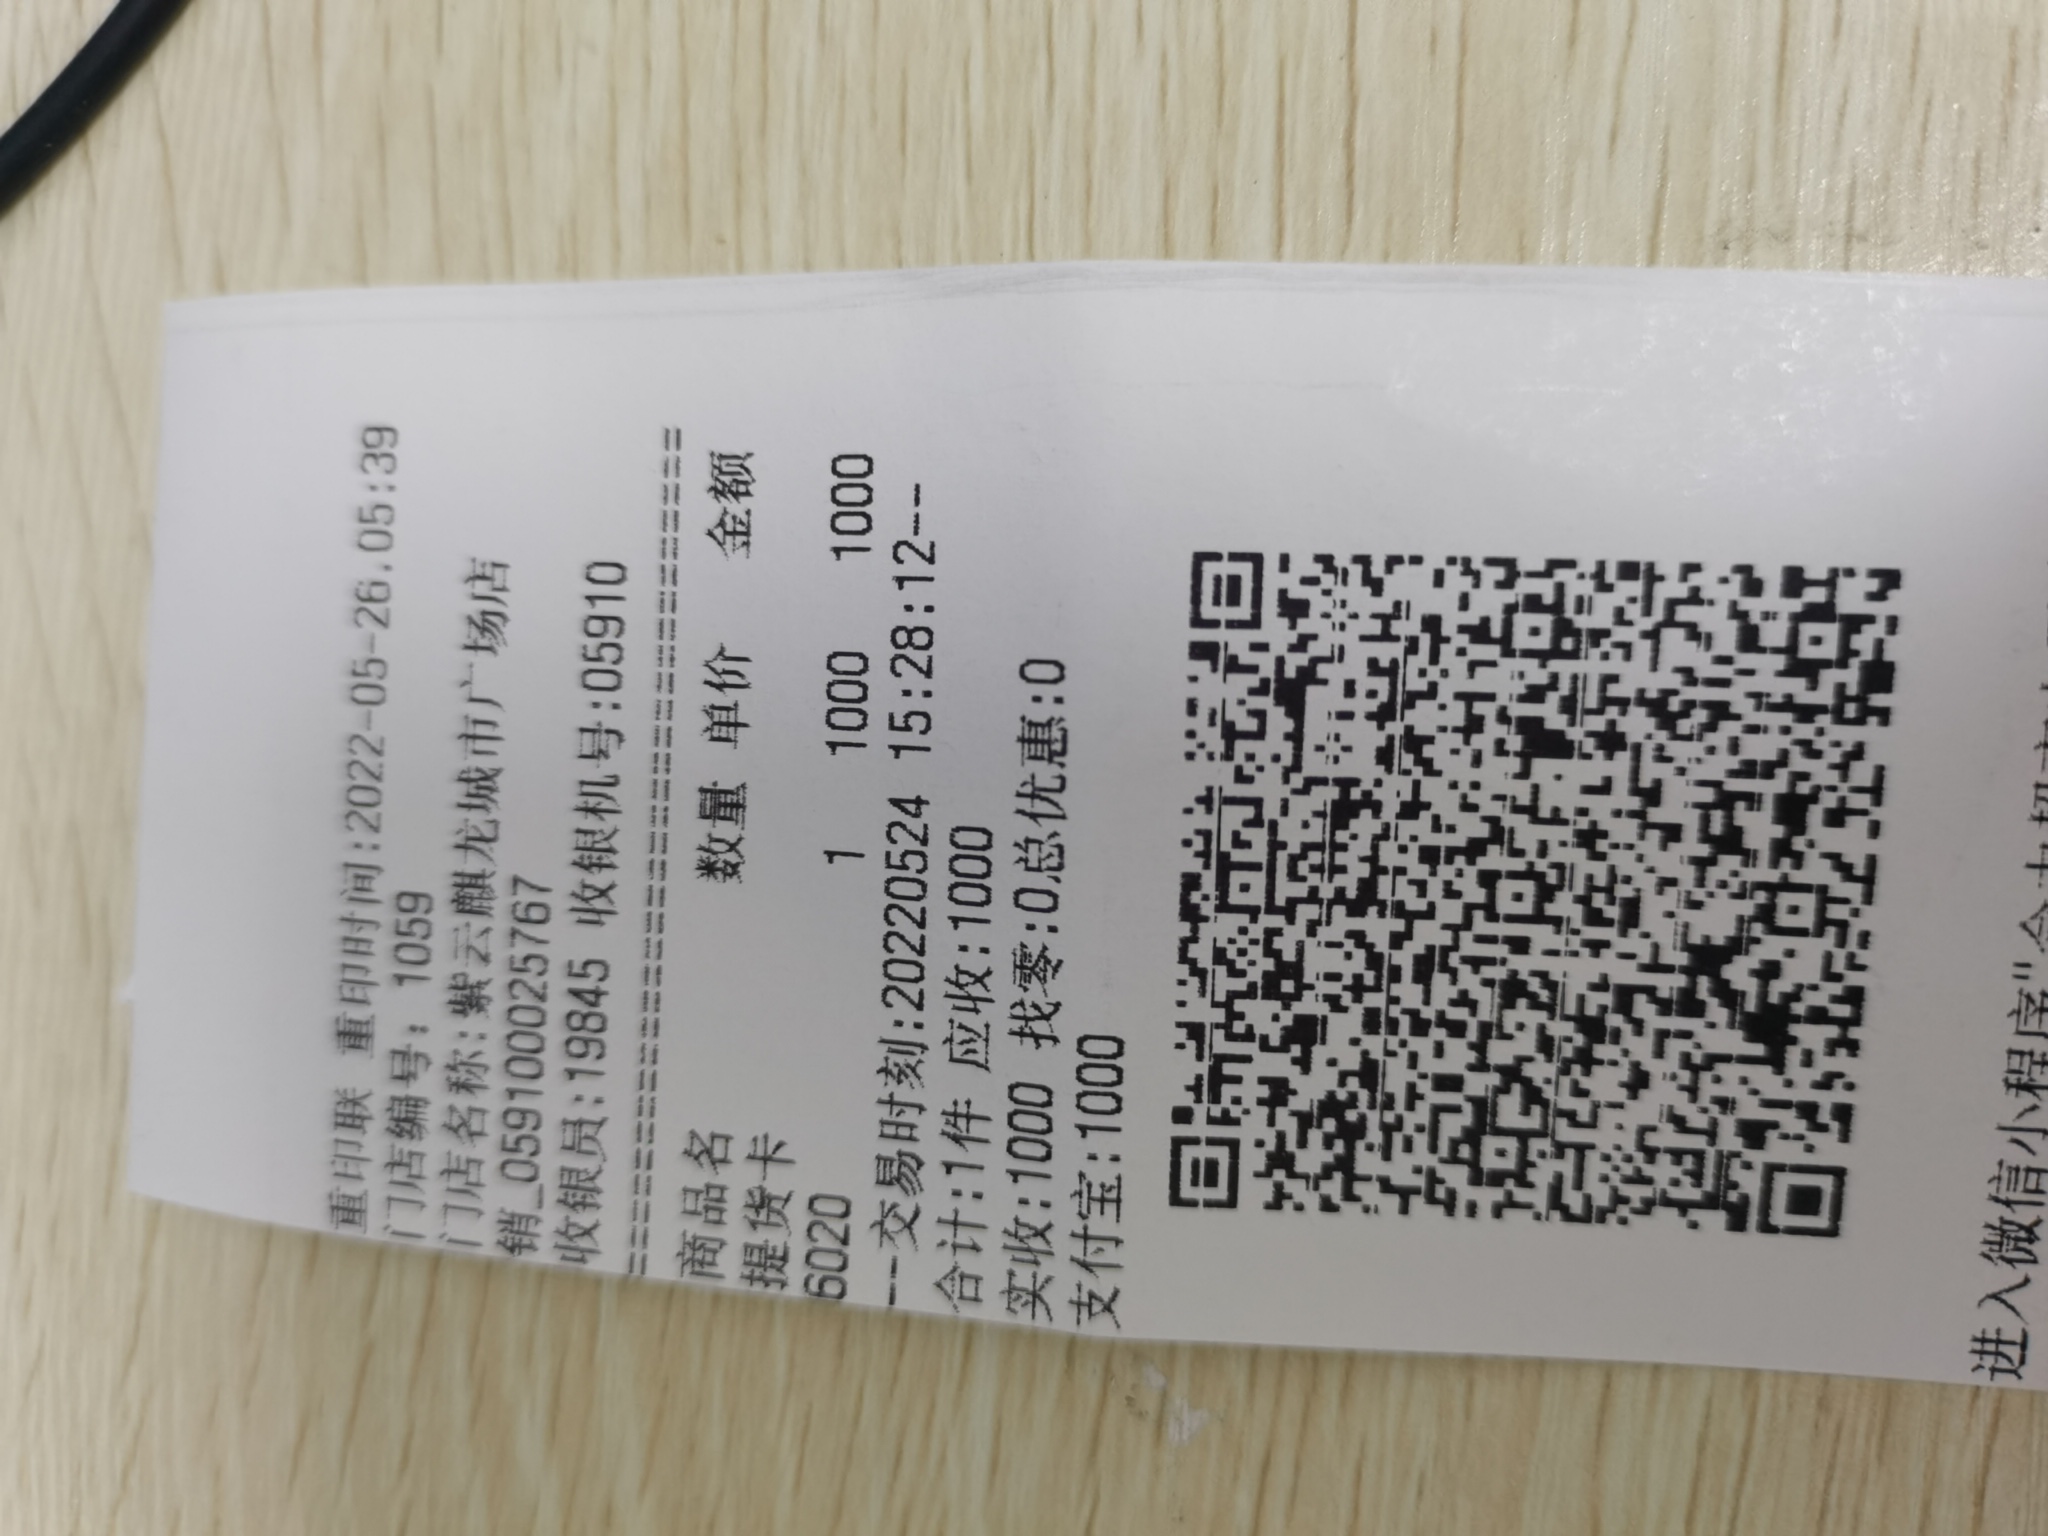 重印联 重印时间:2022-05-26.05:39
门店编号: 1059
门店名称:紫云麒龙城市广场店
销_0591000025767
收银员:19845 收银机号:05910
商品名 数量 单价 金额
提货卡
6020 1 1000 1000
--交易时刻:20220524 15:28:12--
合计:1件 应收:1000
实收:1000 找零:0总优惠:0
支付宝:1000
进入微信小程序"合力超市